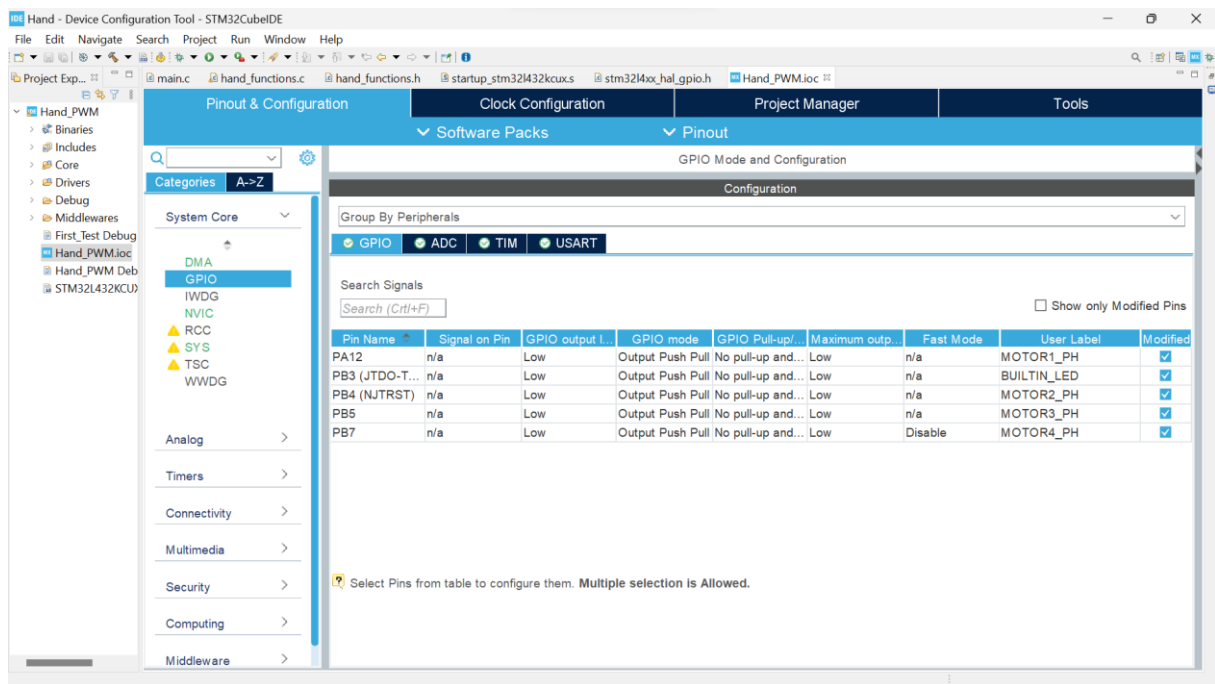 IDE Hand - Device Configuration Tool - STM32CubeIDE
File Edit Navigate Search Project Run Window Help
Project Exp... main.c hand_functions.c hand_functions.h startup_stm32l432kcux.s stm32l4xx_hal_gpio.h MX Hand_PWM.ioc
Hand_PWM
Binaries
Includes
Core
Drivers
Debug
Middlewares
First_Test Debug
MX Hand_PWM.ioc
Hand_PWM Deb
STM32L432KCUX
Pinout & Configuration Clock Configuration Project Manager Tools
Software Packs Pinout
Categories A->Z
System Core
DMA
GPIO
IWDG
NVIC
RCC
SYS
TSC
WWDG
Analog
Timers
Connectivity
Multimedia
Security
Computing
Middleware
GPIO Mode and Configuration
Configuration
Group By Peripherals
GPIO ADC TIM USART
Search Signals
Search (Crtl+F)
Show only Modified Pins
Pin Name Signal on Pin GPIO output l... GPIO mode GPIO Pull-up/... Maximum outp... Fast Mode User Label Modified
PA12 n/a Low Output Push Pull No pull-up and... Low n/a MOTOR1_PH
PB3 (JTDO-T... n/a Low Output Push Pull No pull-up and... Low n/a BUILTIN_LED
PB4 (NJTRST) n/a Low Output Push Pull No pull-up and... Low n/a MOTOR2_PH
PB5 n/a Low Output Push Pull No pull-up and... Low n/a MOTOR3_PH
PB7 n/a Low Output Push Pull No pull-up and... Low Disable MOTOR4_PH
Select Pins from table to configure them. Multiple selection is Allowed.